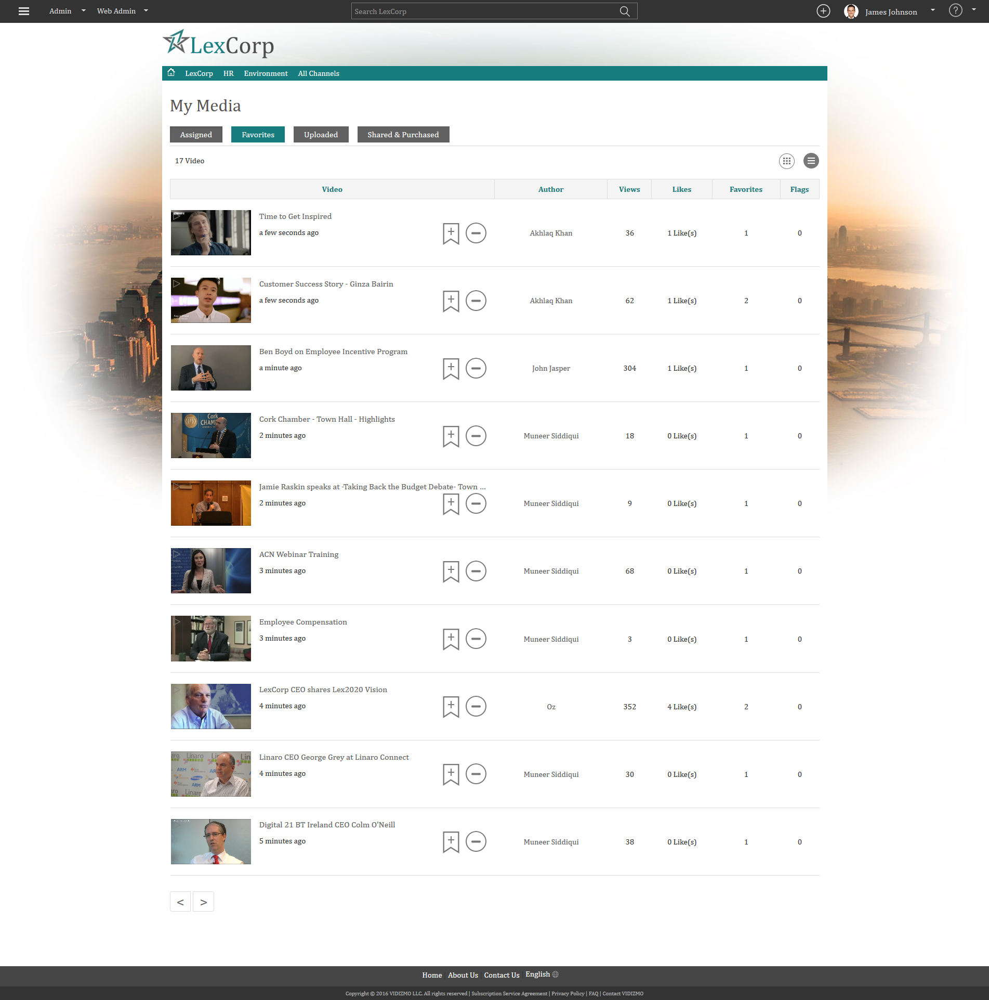 Admin Web Admin Search LexCorp James Johnson ?
LexCorp
LexCorp HR Environment All Channels
My Media
Assigned Favorites Uploaded Shared & Purchased
17 Video
Video Author Views Likes Favorites Flags
Time to Get Inspired
a few seconds ago
Akhlaq Khan 36 1 Like(s) 1 0
Customer Success Story - Ginza Bairin
a few seconds ago
Akhlaq Khan 62 1 Like(s) 2 0
Ben Boyd on Employee Incentive Program
a minute ago
John Jasper 304 1 Like(s) 1 0
Cork
CHAM
Cork Chamber - Town Hall - Highlights
2 minutes ago
Muneer Siddiqui 18 0 Like(s) 1 0
Jamie Raskin speaks at -Taking Back the Budget Debate- Town ...
2 minutes ago
Muneer Siddiqui 9 0 Like(s) 1 0
ACN Webinar Training
3 minutes ago
Muneer Siddiqui 68 0 Like(s) 1 0
Employee Compensation
3 minutes ago
Muneer Siddiqui 3 0 Like(s) 1 0
LexCorp CEO shares Lex2020 Vision
4 minutes ago
Oz 352 4 Like(s) 2 0
Linaro
ARM
ARM
Linaro
Linaro CEO George Grey at Linaro Connect
4 minutes ago
Muneer Siddiqui 30 0 Like(s) 1 0
Digital 21 BT Ireland CEO Colm O'Neill
5 minutes ago
Muneer Siddiqui 38 0 Like(s) 1 0
< >
Home | About Us | Contact Us | English
Copyright © 2016 VIDIZMO LLC. All rights reserved | Subscription Service Agreement | Privacy Policy | FAQ | Contact VIDIZMO